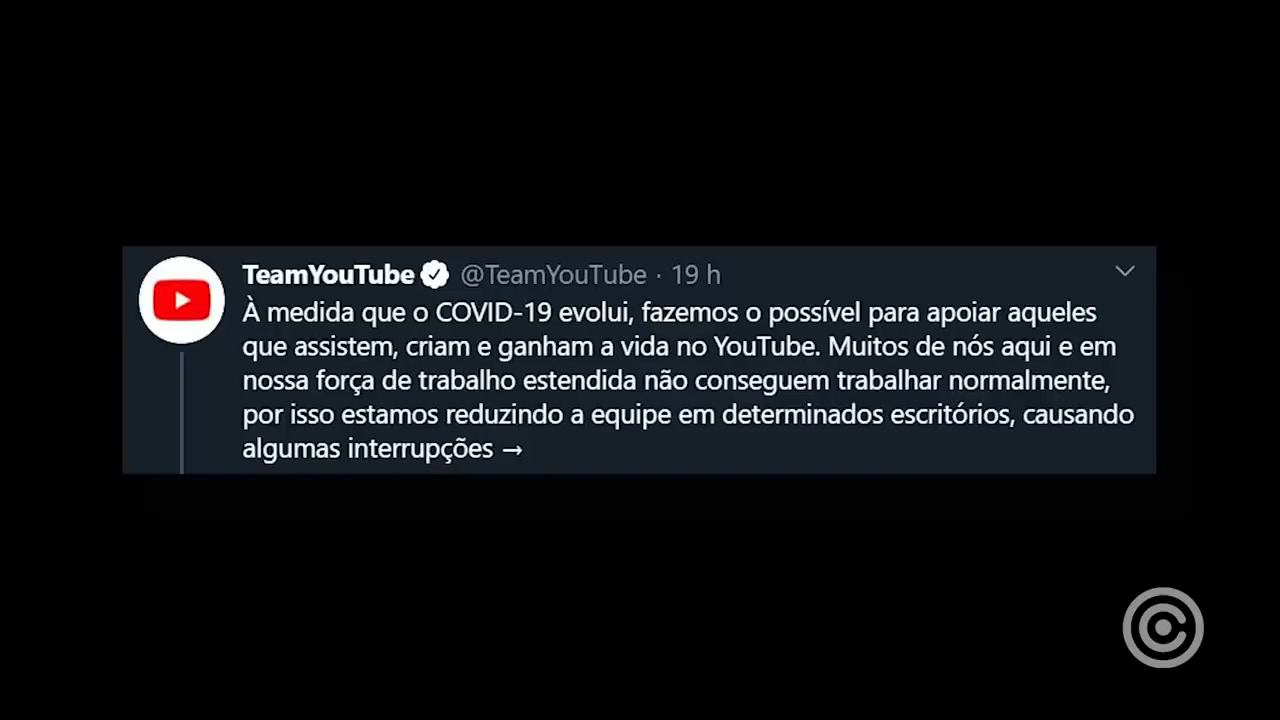 TeamYouTube @TeamYouTube · 19 h
À medida que o COVID-19 evolui, fazemos o possível para apoiar aqueles
que assistem, criam e ganham a vida no YouTube. Muitos de nós aqui e em
nossa força de trabalho estendida não conseguem trabalhar normalmente,
por isso estamos reduzindo a equipe em determinados escritórios, causando
algumas interrupções →